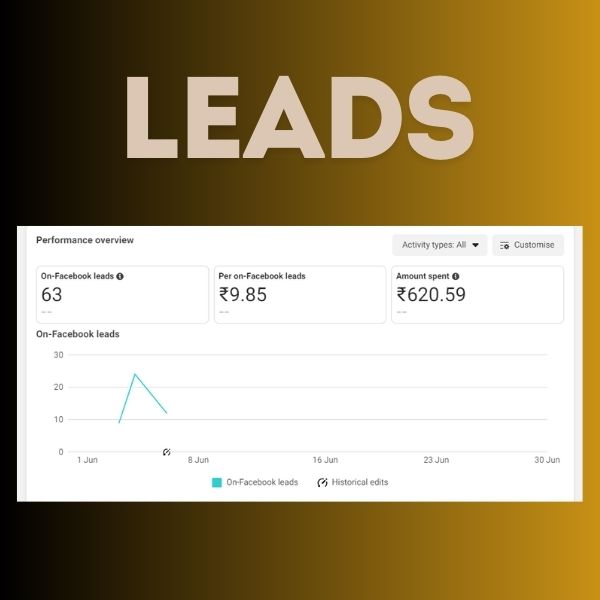 LEADS
Performance overview
Activity types: All
Customise
On-Facebook leads
Per on-Facebook leads
Amount spent
63
₹9.85
₹620.59
--
--
--
On-Facebook leads
30
20
10
0
1 Jun
8 Jun
16 Jun
23 Jun
30 Jun
On-Facebook leads
Historical edits